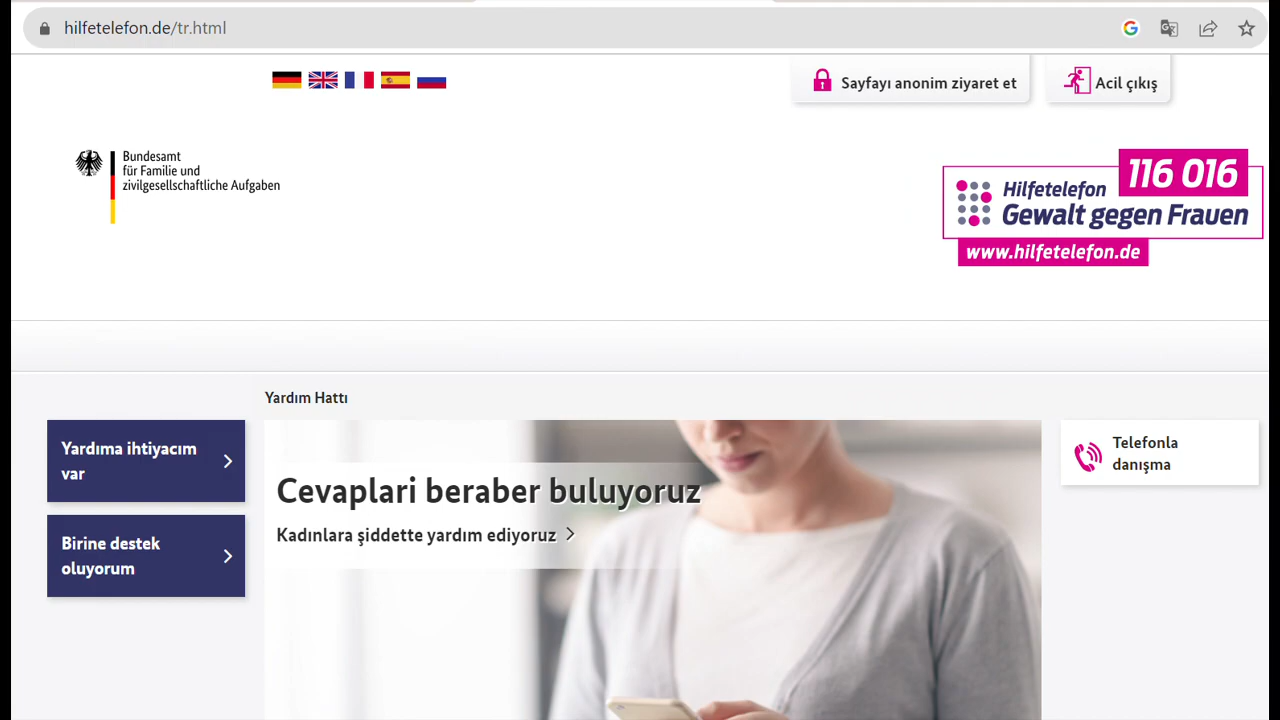 hilfetelefon.de/tr.html
Sayfayı anonim ziyaret et
Acil çıkış
Bundesamt
für Familie und
zivilgesellschaftliche Aufgaben
116 016
Hilfetelefon
Gewalt gegen Frauen
www.hilfetelefon.de
Yardım Hattı
Yardıma ihtiyacım
var
Birine destek
oluyorum
Cevaplari beraber buluyoruz
Kadınlara şiddette yardım ediyoruz
Telefonla
danışma